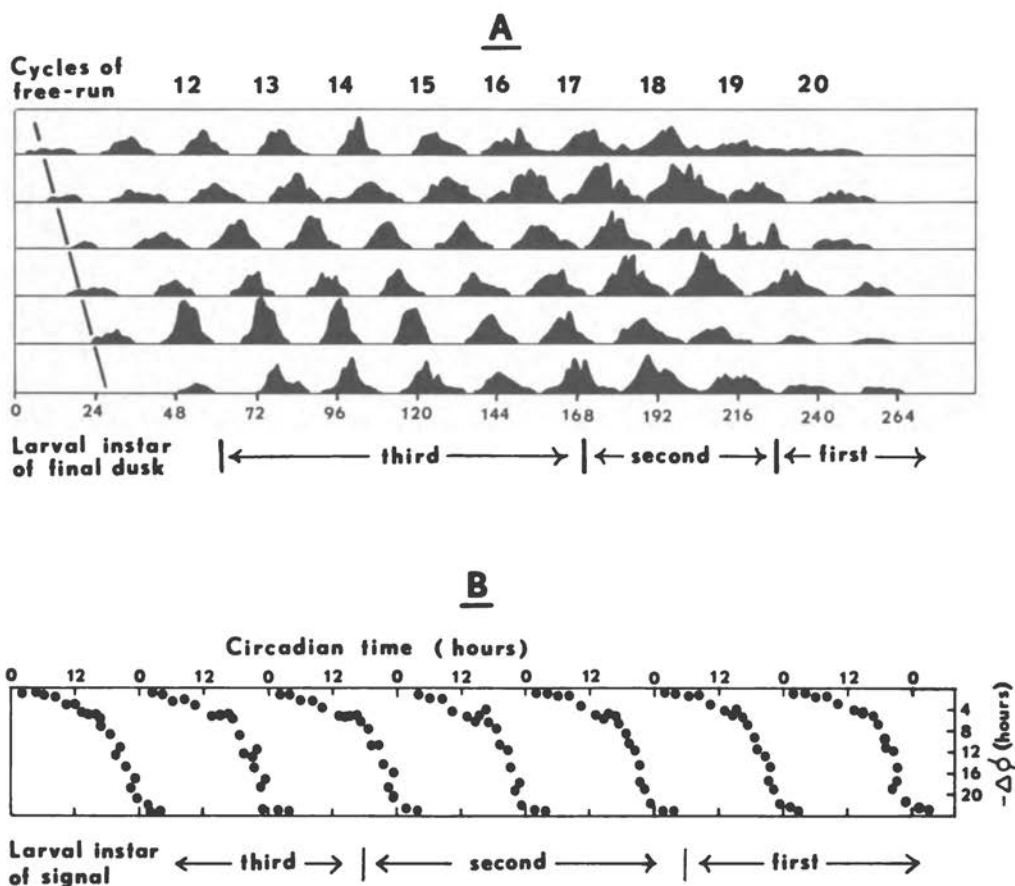 A
Cycles of
free-run
12 13 14 15 16 17 18 19 20
0 24 48 72 96 120 144 168 192 216 240 264
Larval instar
of final dusk
third second first
B
Circadian time (hours)
0 12 0 12 0 12 0 12 0 12 0 12 0 12 0
4
8
12
16
20
-Δϕ (hours)
Larval instar
of signal
third second first